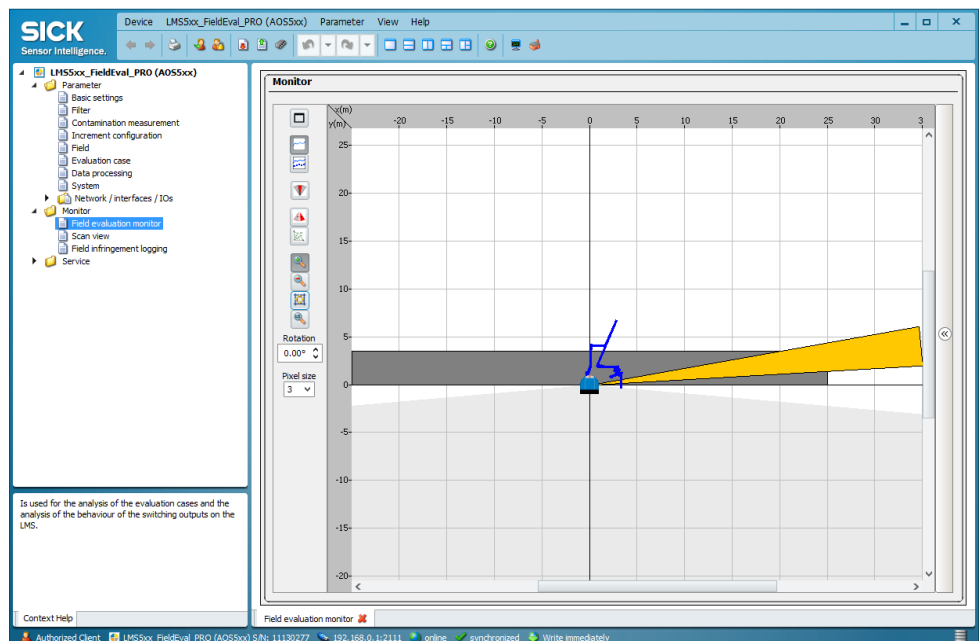 SICK
Sensor Intelligence.
Device LMS5xx_FieldEval_PRO (AOS5xx) Parameter View Help
LMS5xx_FieldEval_PRO (AOS5xx)
Parameter
Basic settings
Filter
Contamination measurement
Increment configuration
Field
Evaluation case
Data processing
System
Network / interfaces / IOs
Monitor
Field evaluation monitor
Scan view
Field infringement logging
Service
Is used for the analysis of the evaluation cases and the
analysis of the behaviour of the switching outputs on the
LMS.
Context Help
Monitor
x(m)
y(m)
-20 -15 -10 -5 0 5 10 15 20 25 30 3
25
20
15
10
5
0
-5
-10
-15
-20
Rotation
0.00°
Pixel size
3
Field evaluation monitor
Authorized Client LMS5xx_FieldEval_PRO (AOS5xx) S/N: 11130277 192.168.0.1:2111 online synchronized Write immediately